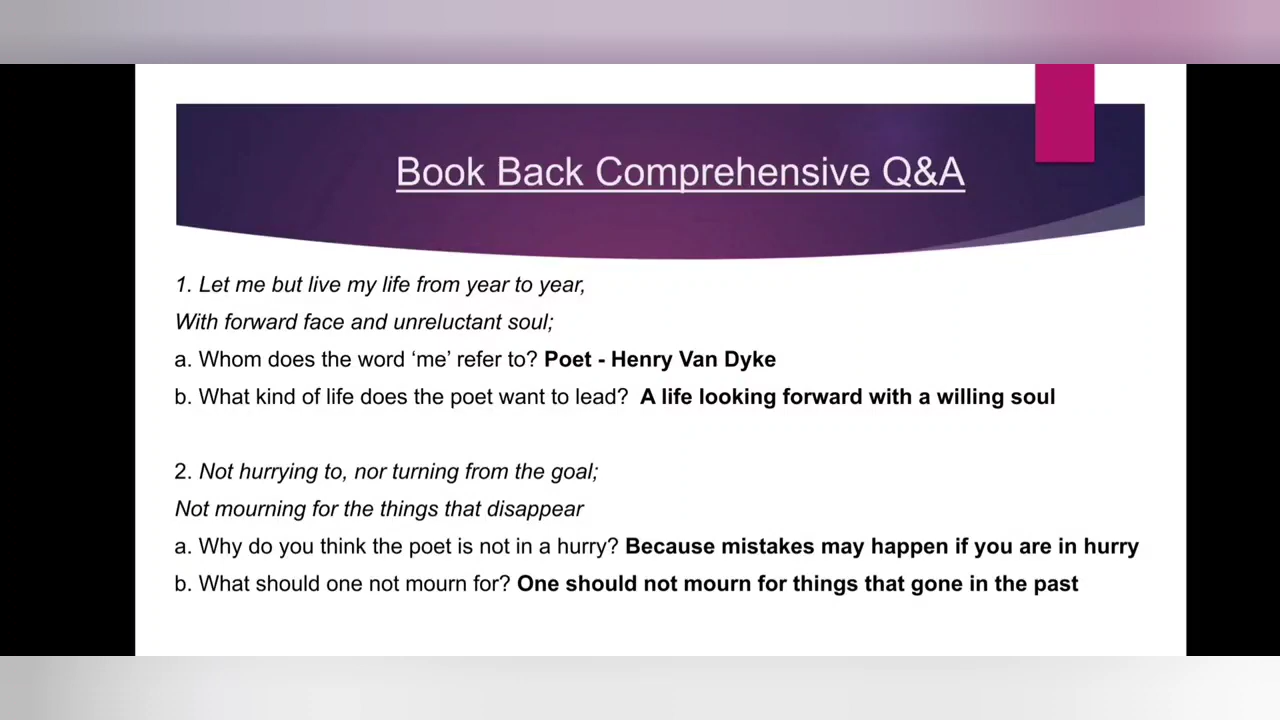 Book Back Comprehensive Q&A
1. Let me but live my life from year to year,
With forward face and unreluctant soul;
a. Whom does the word ‘me’ refer to? Poet - Henry Van Dyke
b. What kind of life does the poet want to lead? A life looking forward with a willing soul
2. Not hurrying to, nor turning from the goal;
Not mourning for the things that disappear
a. Why do you think the poet is not in a hurry? Because mistakes may happen if you are in hurry
b. What should one not mourn for? One should not mourn for things that gone in the past